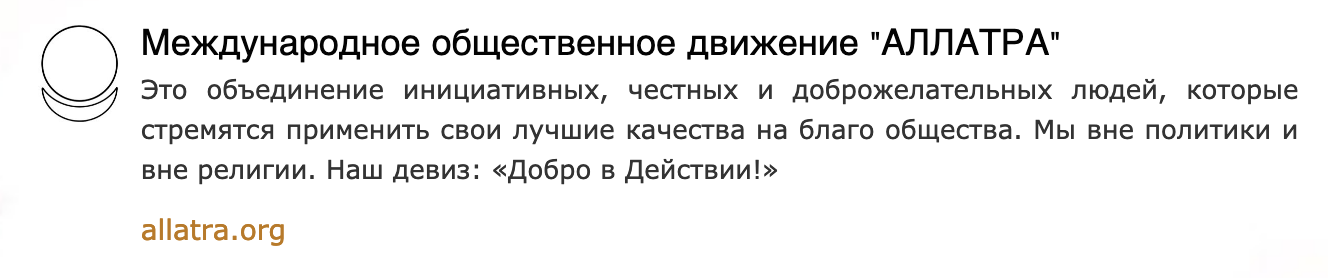 Международное общественное движение "АЛЛАТРА"
Это объединение инициативных, честных и доброжелательных людей, которые
стремятся применить свои лучшие качества на благо общества. Мы вне политики и
вне религии. Наш девиз: «Добро в Действии!»
allatra.org